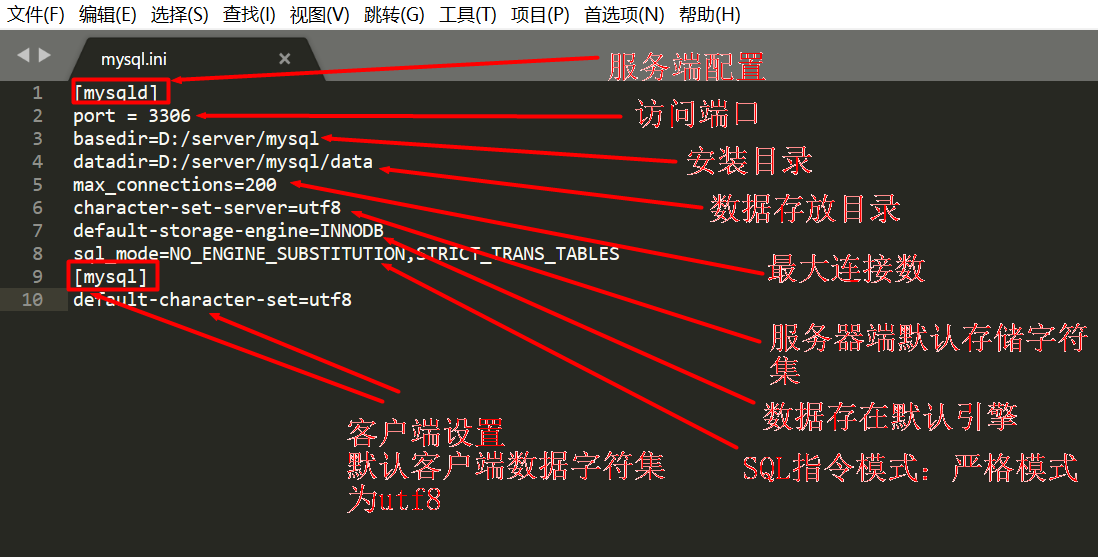 文件(F) 编辑(E) 选择(S) 查找(I) 视图(V) 跳转(G) 工具(T) 项目(P) 首选项(N) 帮助(H)
mysql.ini ×
1 [mysqld]
2 port = 3306
3 basedir=D:/server/mysql
4 datadir=D:/server/mysql/data
5 max_connections=200
6 character-set-server=utf8
7 default-storage-engine=INNODB
8 sql_mode=NO_ENGINE_SUBSTITUTION,STRICT_TRANS_TABLES
9 [mysql]
10 default-character-set=utf8
服务端配置
访问端口
安装目录
数据存放目录
最大连接数
服务器端默认存储字符
集
数据存在默认引擎
SQL指令模式：严格模式
客户端设置
默认客户端数据字符集
为utf8